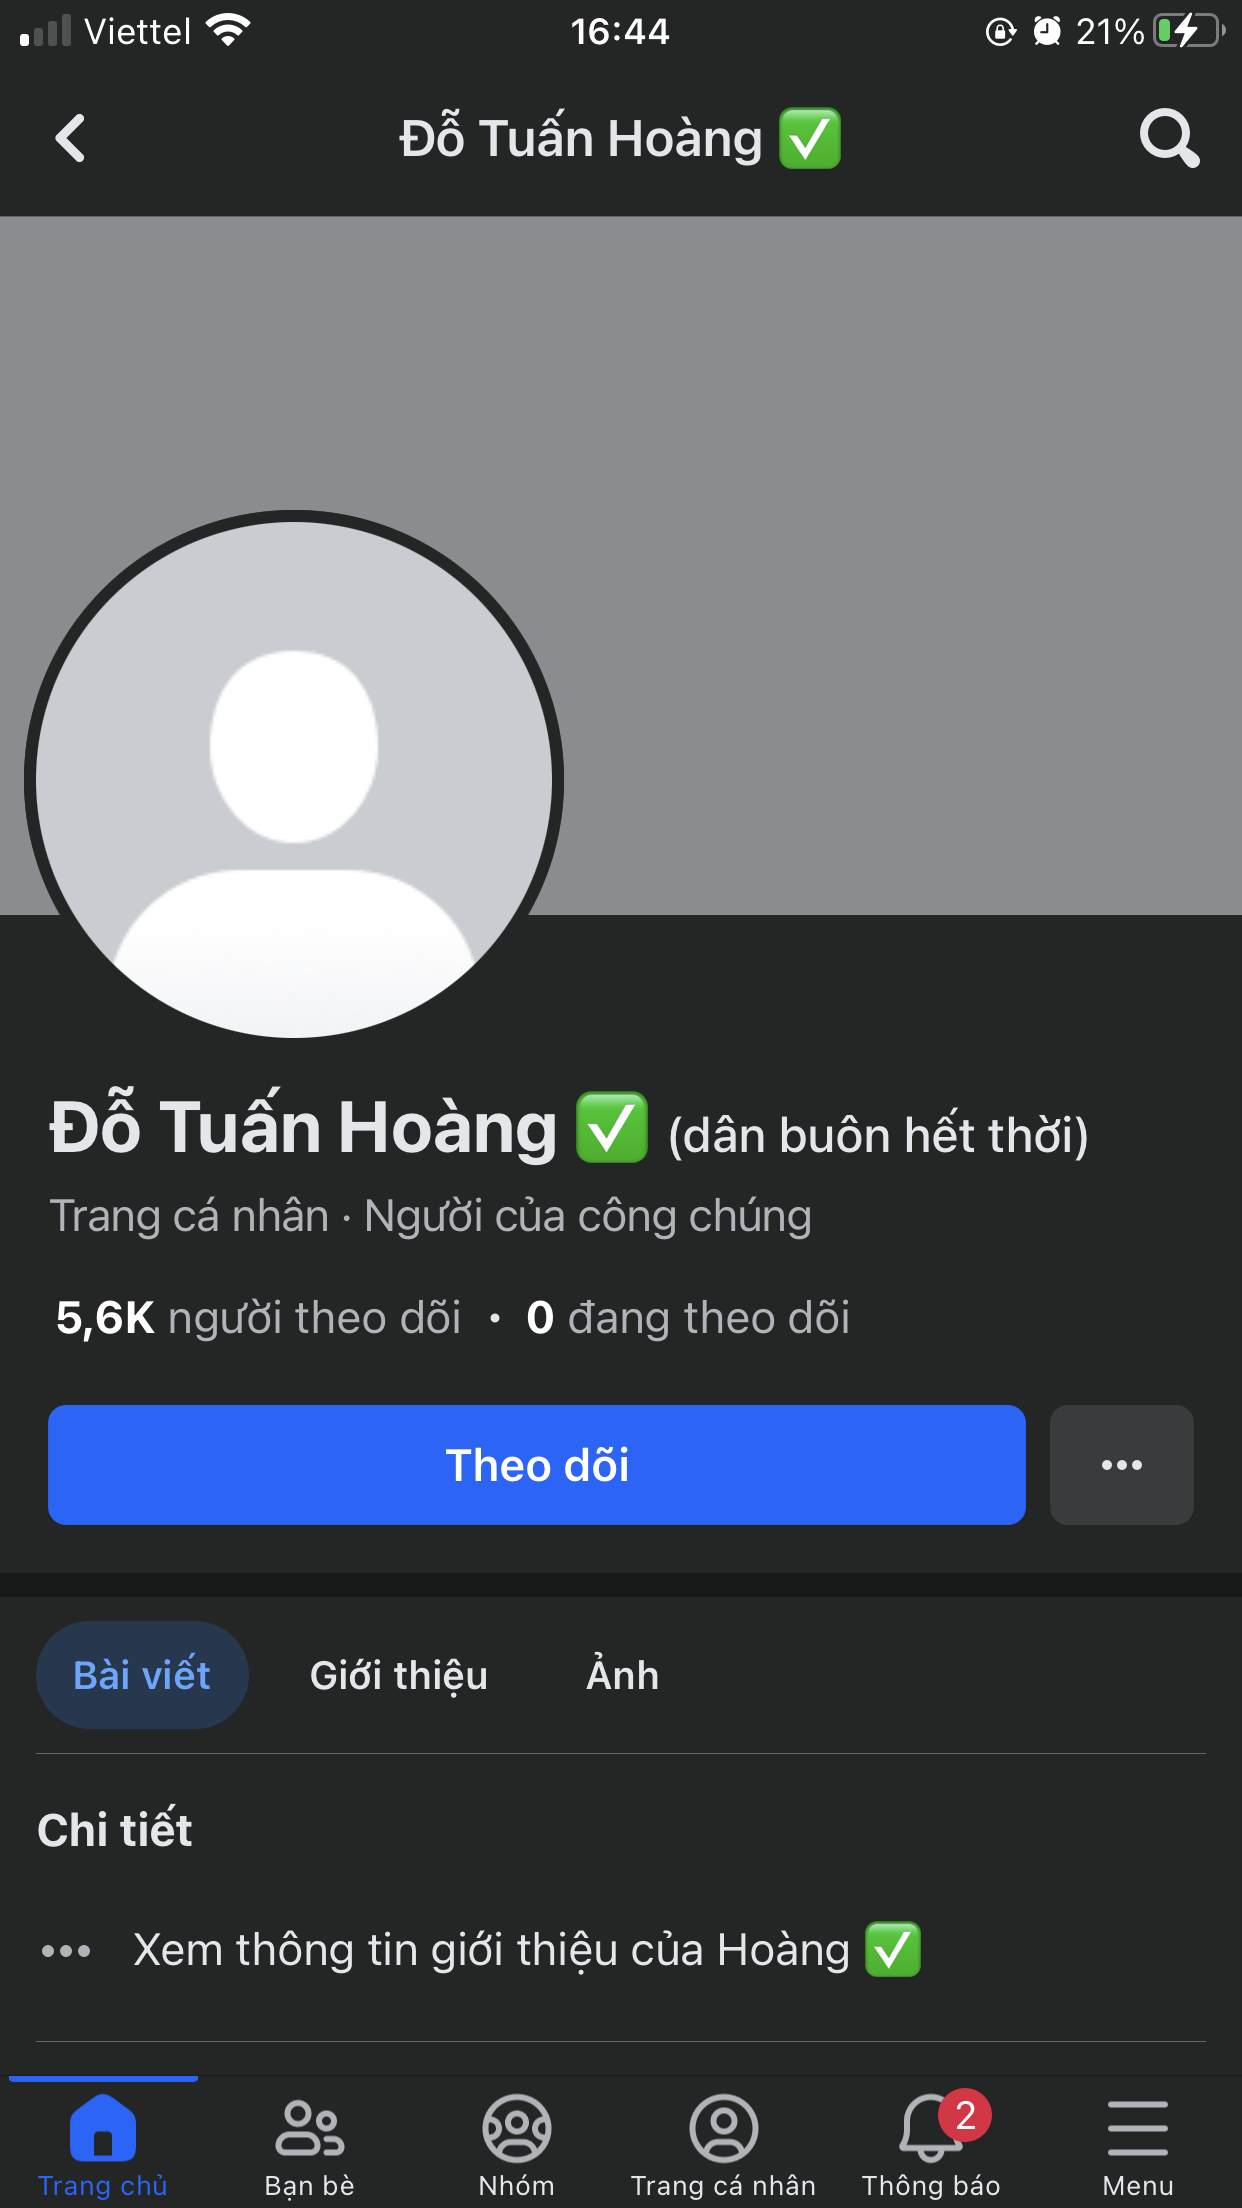 Viettel 16:44 21%
Đỗ Tuấn Hoàng ✅
Đỗ Tuấn Hoàng ✅ (dân buôn hết thời)
Trang cá nhân · Người của công chúng
5,6K người theo dõi • 0 đang theo dõi
Theo dõi
Bài viết Giới thiệu Ảnh
Chi tiết
Xem thông tin giới thiệu của Hoàng ✅
2
Trang chủ Bạn bè Nhóm Trang cá nhân Thông báo Menu